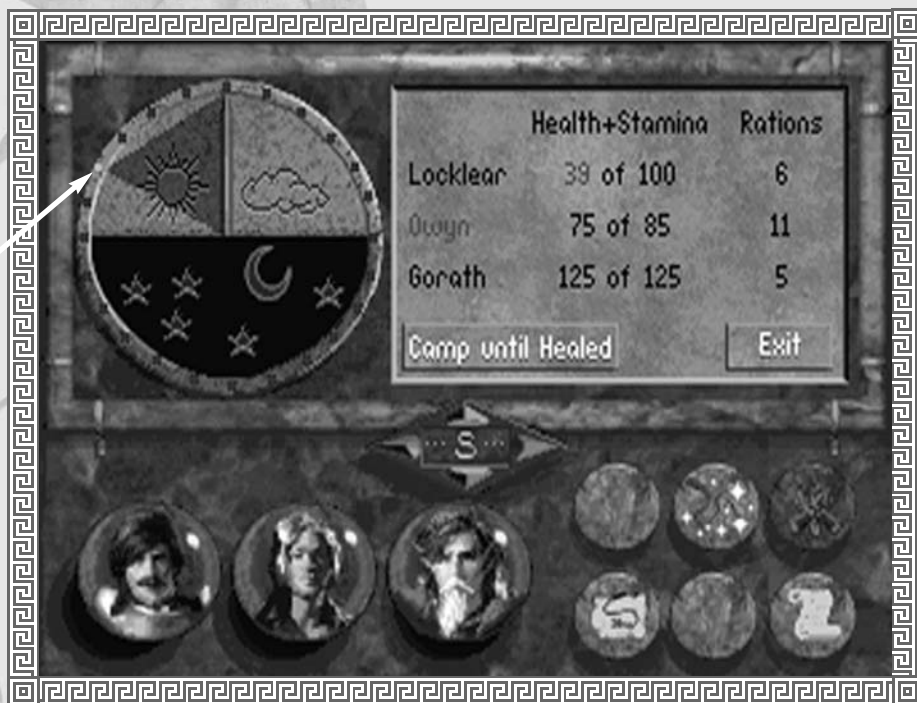 Health+Stamina Rations
Locklear 39 of 100 6
Owyn 75 of 85 11
Gorath 125 of 125 5
Camp until Healed Exit
S